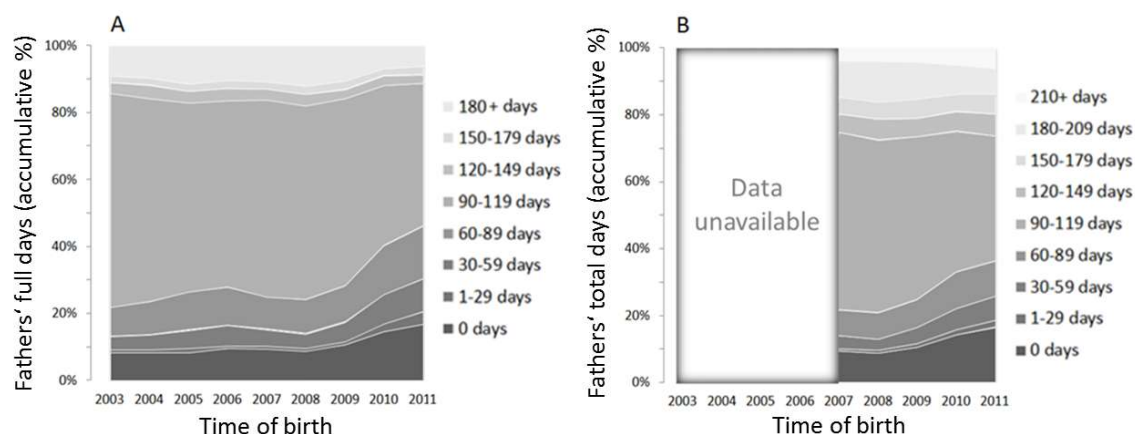 A
Fathers‘ full days (accumulative %)
100%
80%
60%
40%
20%
0%
2003 2004 2005 2006 2007 2008 2009 2010 2011
Time of birth
180+ days
150-179 days
120-149 days
90-119 days
60-89 days
30-59 days
1-29 days
0 days
B
Fathers‘ total days (accumulative %)
100%
80%
60%
40%
20%
0%
Data
unavailable
2003 2004 2005 2006 2007 2008 2009 2010 2011
Time of birth
210+ days
180-209 days
150-179 days
120-149 days
90-119 days
60-89 days
30-59 days
1-29 days
0 days